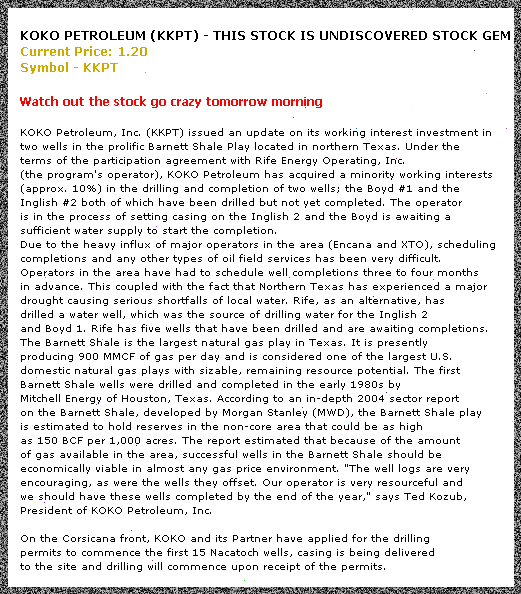 KOKO PETROLEUM (KKPT) - THIS STOCK IS UNDISCOVERED STOCK GEM
Current Price: 1.20
Symbol - KKPT
Watch out the stock go crazy tomorrow morning
KOKO Petroleum, Inc. (KKPT) issued an update on its working interest investment in
two wells in the prolific Barnett Shale Play located in northern Texas. Under the
terms of the participation agreement with Rife Energy Operating, Inc.
(the program's operator), KOKO Petroleum has acquired a minority working interests
(approx. 10%) in the drilling and completion of two wells; the Boyd #1 and the
Inglish #2 both of which have been drilled but not yet completed. The operator
is in the process of setting casing on the Inglish 2 and the Boyd is awaiting a
sufficient water supply to start the completion.
Due to the heavy influx of major operators in the area (Encana and XTO), scheduling
completions and any other types of oil field services has been very difficult.
Operators in the area have had to schedule well completions three to four months
in advance. This coupled with the fact that Northern Texas has experienced a major
drought causing serious shortfalls of local water. Rife, as an alternative, has
drilled a water well, which was the source of drilling water for the Inglish 2
and Boyd 1. Rife has five wells that have been drilled and are awaiting completions.
The Barnett Shale is the largest natural gas play in Texas. It is presently
producing 900 MMCF of gas per day and is considered one of the largest U.S.
domestic natural gas plays with sizable, remaining resource potential. The first
Barnett Shale wells were drilled and completed in the early 1980s by
Mitchell Energy of Houston, Texas. According to an in-depth 2004 sector report
on the Barnett Shale, developed by Morgan Stanley (MWD), the Barnett Shale play
is estimated to hold reserves in the non-core area that could be as high
as 150 BCF per 1,000 acres. The report estimated that because of the amount
of gas available in the area, successful wells in the Barnett Shale should be
economically viable in almost any gas price environment. "The well logs are very
encouraging, as were the wells they offset. Our operator is very resourceful and
we should have these wells completed by the end of the year," says Ted Kozub,
President of KOKO Petroleum, Inc.
On the Corsicana front, KOKO and its Partner have applied for the drilling
permits to commence the first 15 Nacatoch wells, casing is being delivered
to the site and drilling will commence upon receipt of the permits.